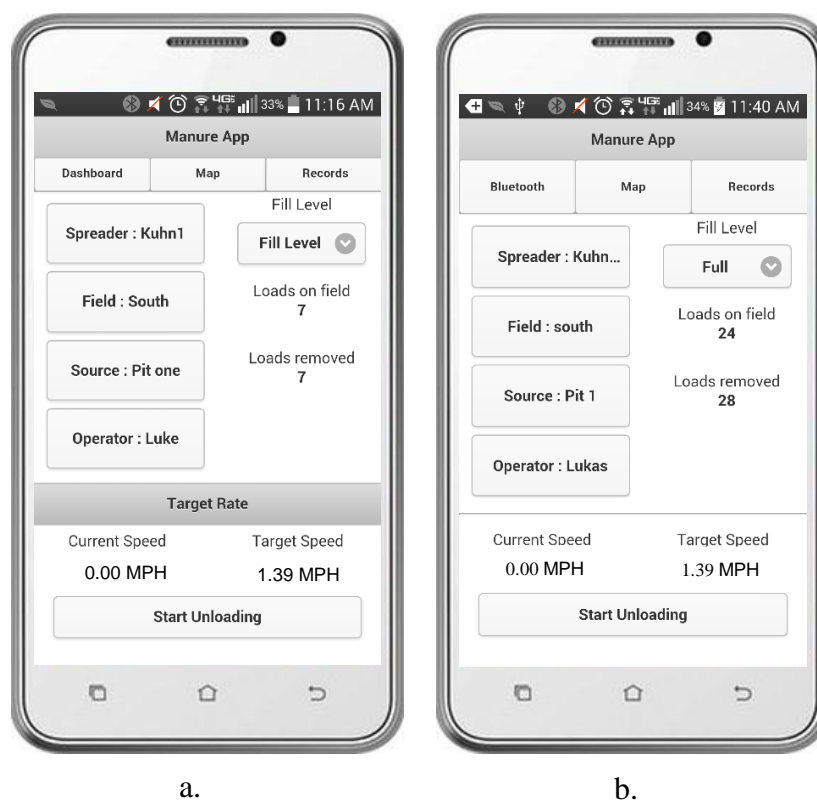 4GE 33% 11:16 AM
Manure App
Dashboard Map Records
Spreader : Kuhn1
Fill Level
Fill Level
Field : South
Loads on field
7
Source : Pit one
Loads removed
7
Operator : Luke
Target Rate
Current Speed Target Speed
0.00 MPH 1.39 MPH
Start Unloading
a.
4GE 34% 11:40 AM
Manure App
Bluetooth Map Records
Spreader : Kuhn...
Fill Level
Full
Field : south
Loads on field
24
Source : Pit 1
Loads removed
28
Operator : Lukas
Current Speed Target Speed
0.00 MPH 1.39 MPH
Start Unloading
b.